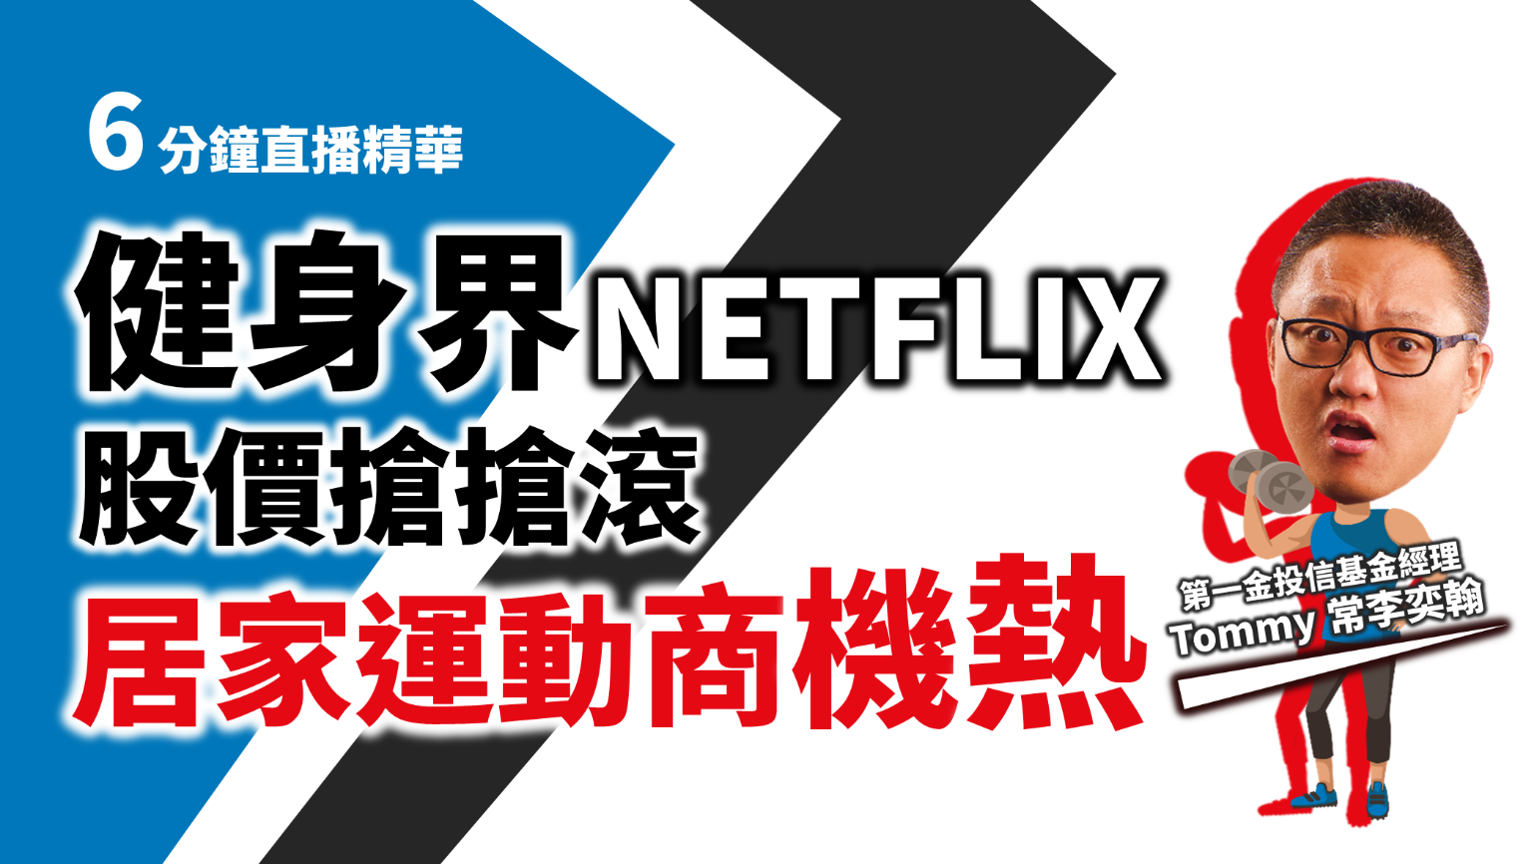 6分鐘直播精華
健身界NETFLIX
股價搶搶滾
居家運動商機熱
第一金投信基金經理
Tommy 常李奕翰